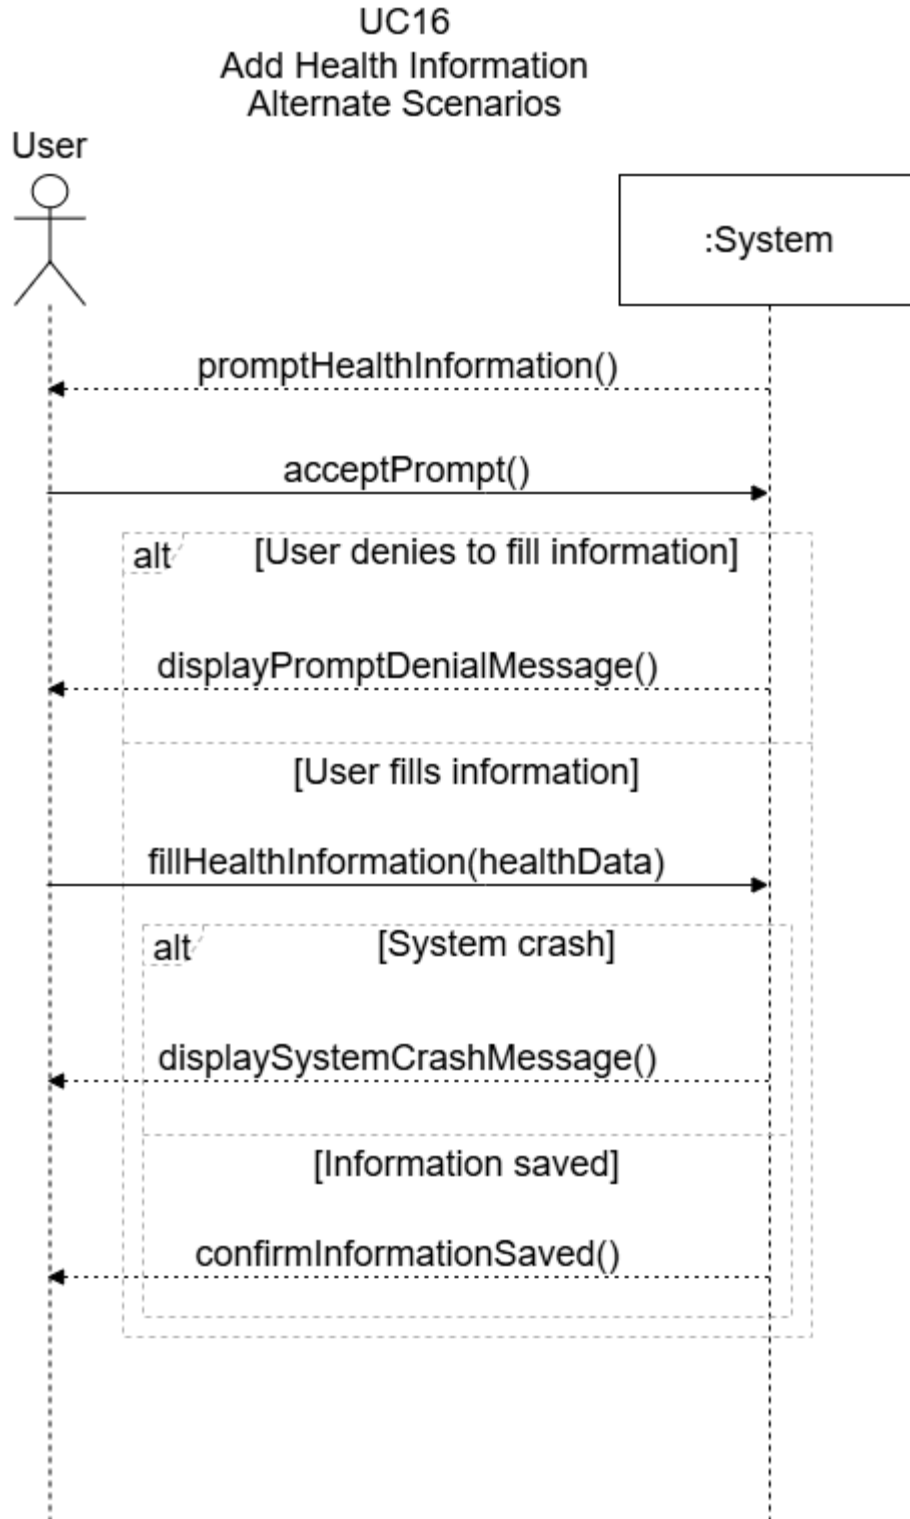 UC16
Add Health Information
Alternate Scenarios
User
:System
promptHealthInformation()
acceptPrompt()
alt
[User denies to fill information]
displayPromptDenialMessage()
[User fills information]
fillHealthInformation(healthData)
alt
[System crash]
displaySystemCrashMessage()
[Information saved]
confirmInformationSaved()